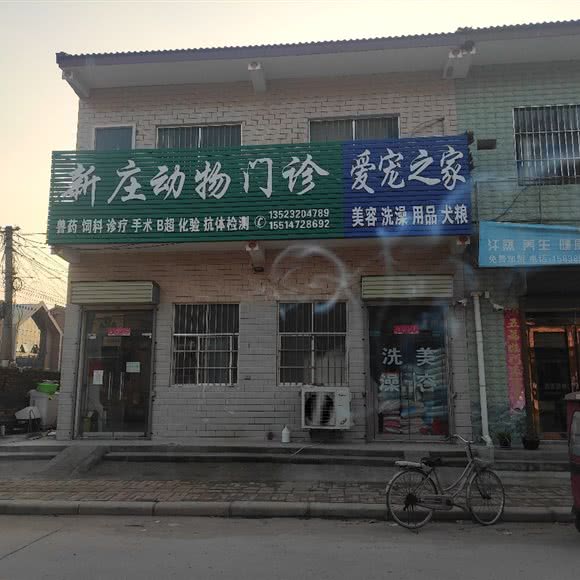 新庄动物门诊
兽药 饲料 诊疗 手术 B超 化验 抗体检测
13523204789
15514728692
爱宠之家
美容 洗澡 用品 犬粮
洗澡
美容
养生